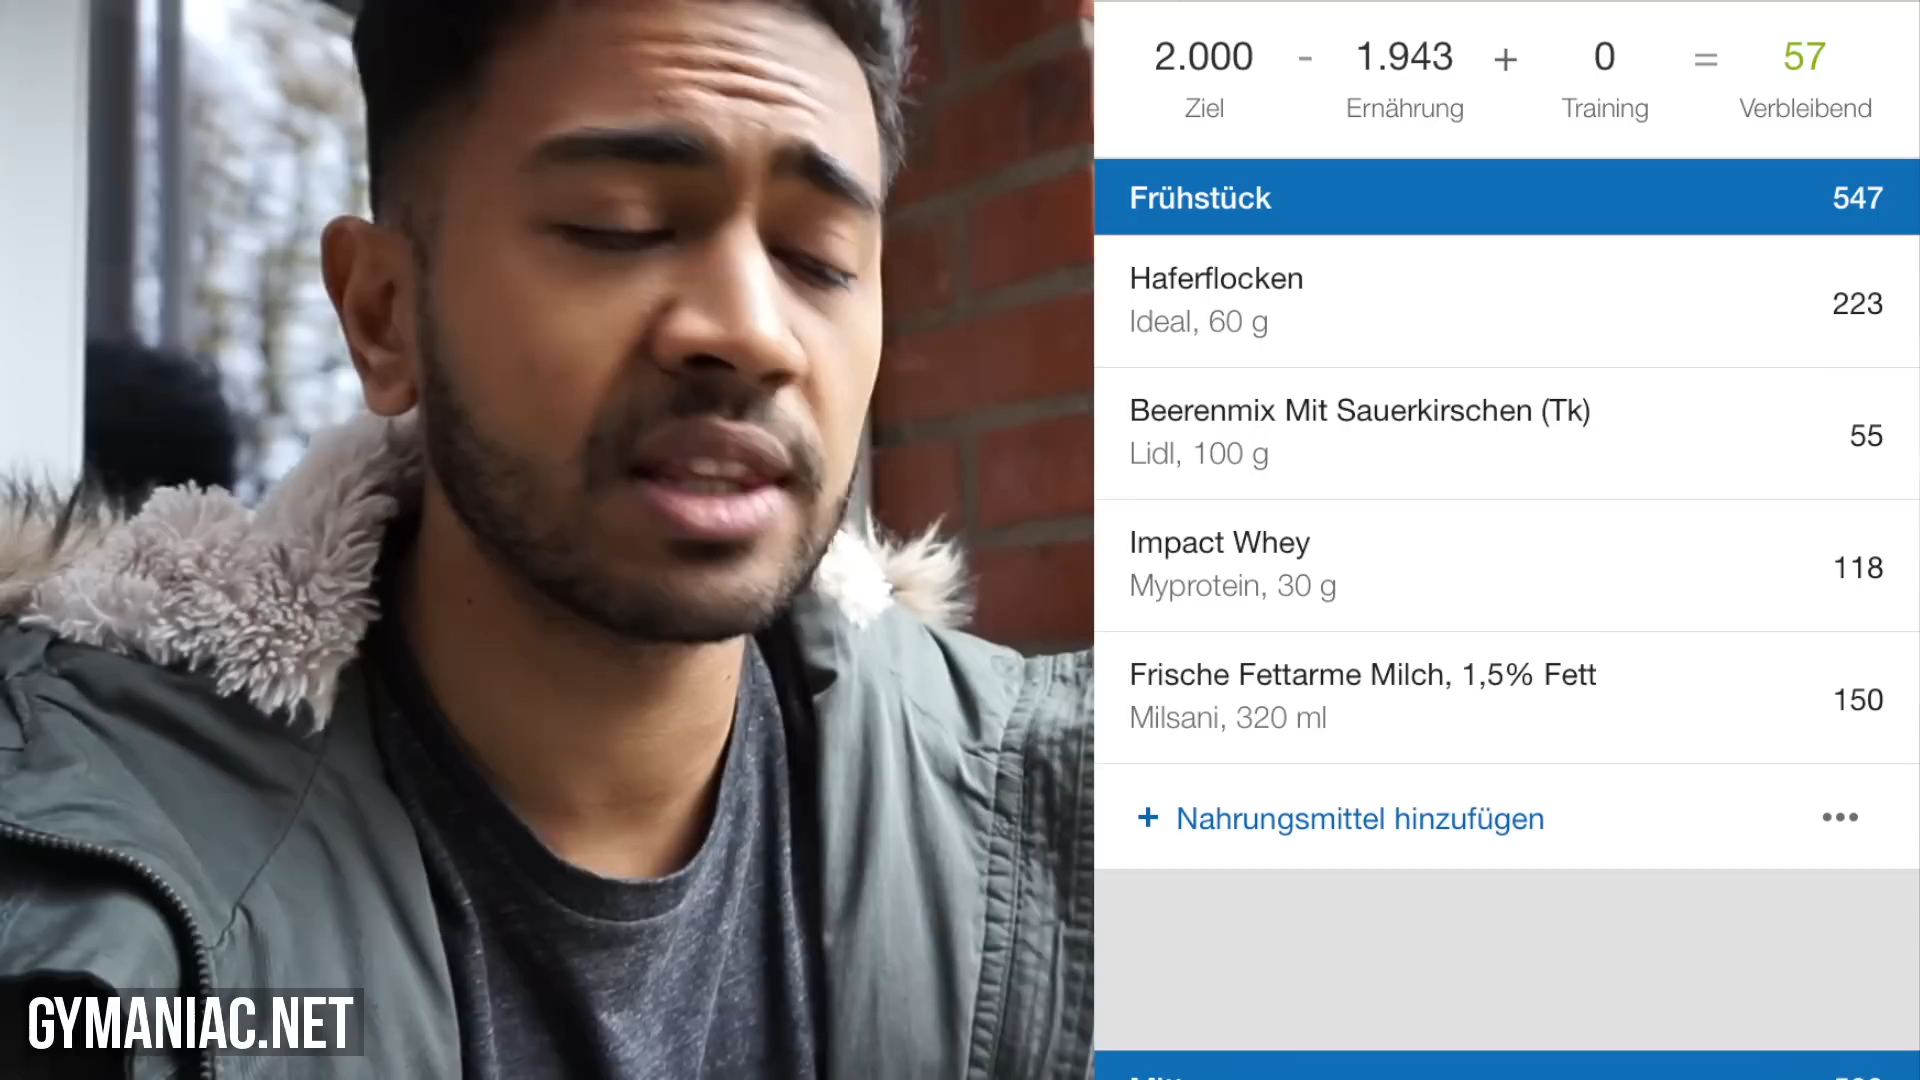 2.000 - 1.943 + 0 = 57
Ziel Ernährung Training Verbleibend
Frühstück 547
Haferflocken
Ideal, 60 g
223
Beerenmix Mit Sauerkirschen (Tk)
Lidl, 100 g
55
Impact Whey
Myprotein, 30 g
118
Frische Fettarme Milch, 1,5% Fett
Milsani, 320 ml
150
+ Nahrungsmittel hinzufügen •••
GYMANIAC.NET